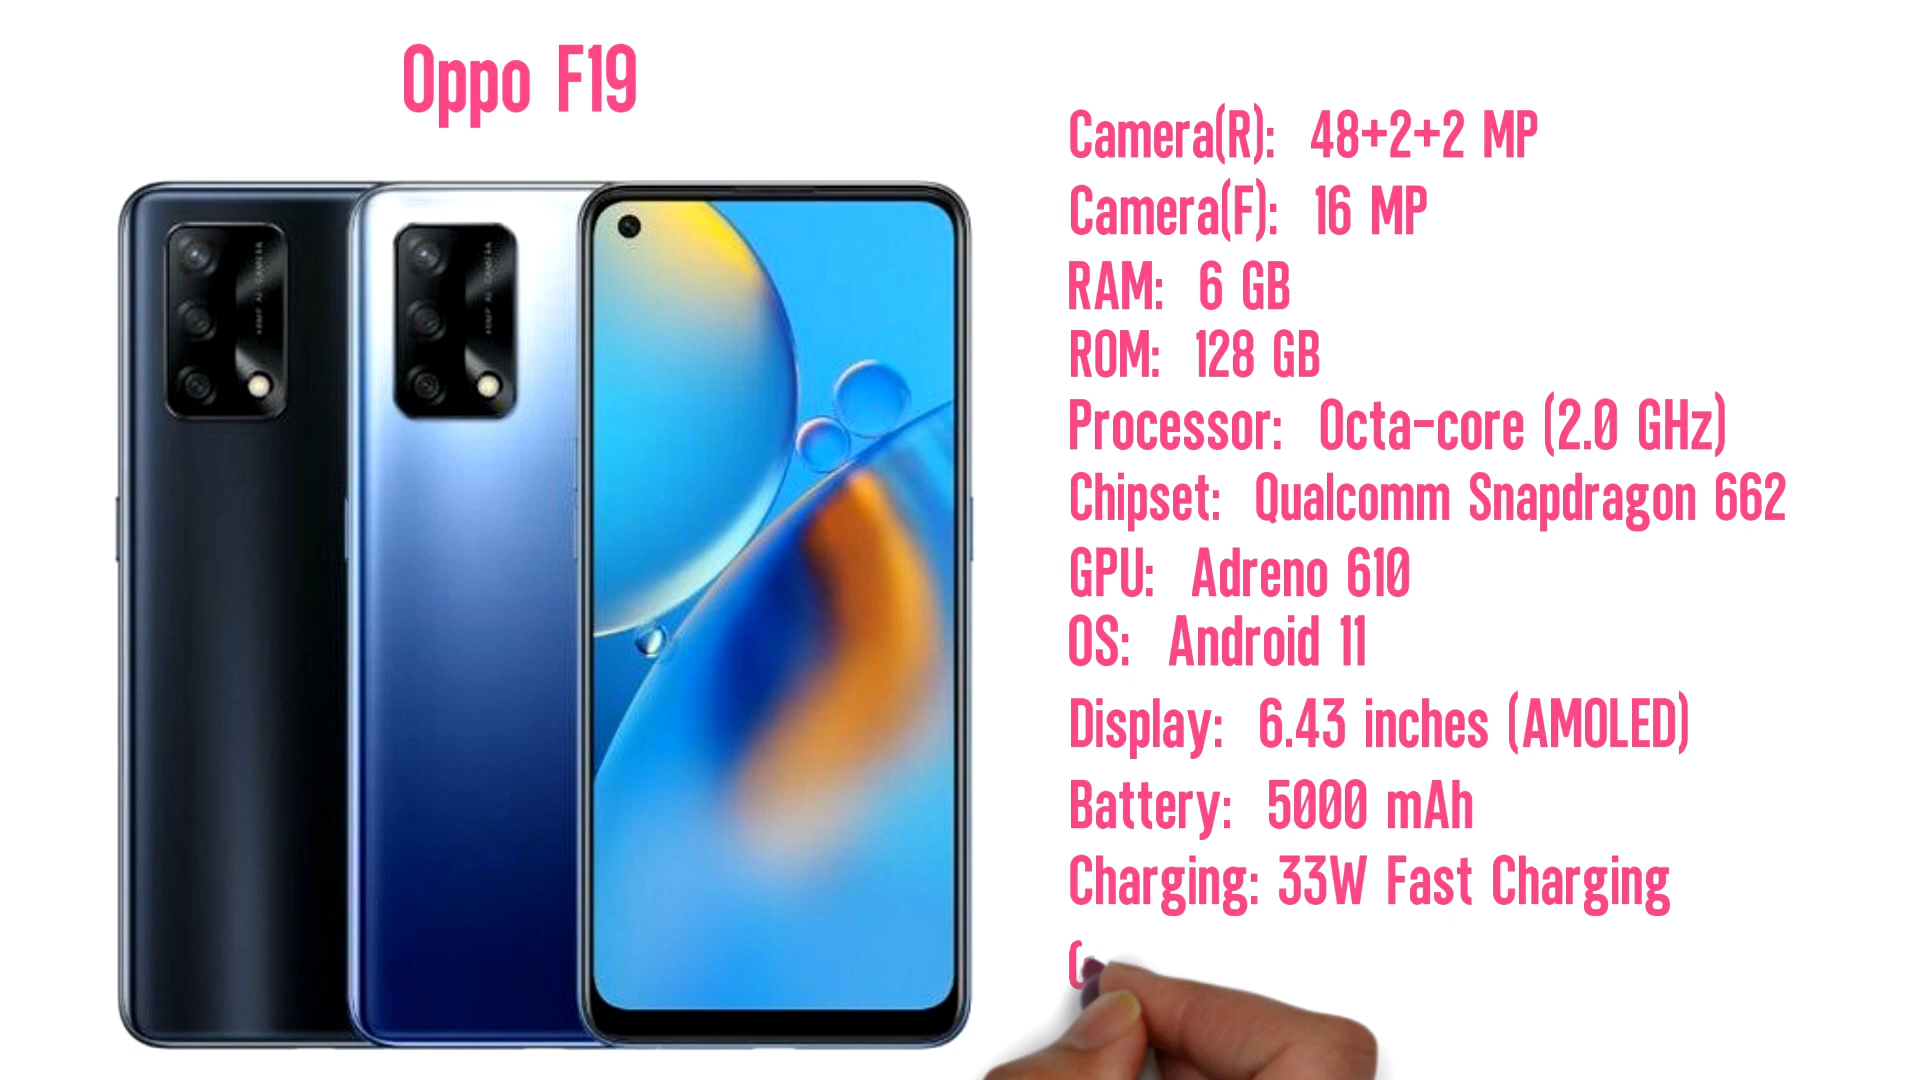 Oppo F19
Camera(R): 48+2+2 MP
Camera(F): 16 MP
RAM: 6 GB
ROM: 128 GB
Processor: Octa-core (2.0 GHz)
Chipset: Qualcomm Snapdragon 662
GPU: Adreno 610
OS: Android 11
Display: 6.43 inches (AMOLED)
Battery: 5000 mAh
Charging: 33W Fast Charging